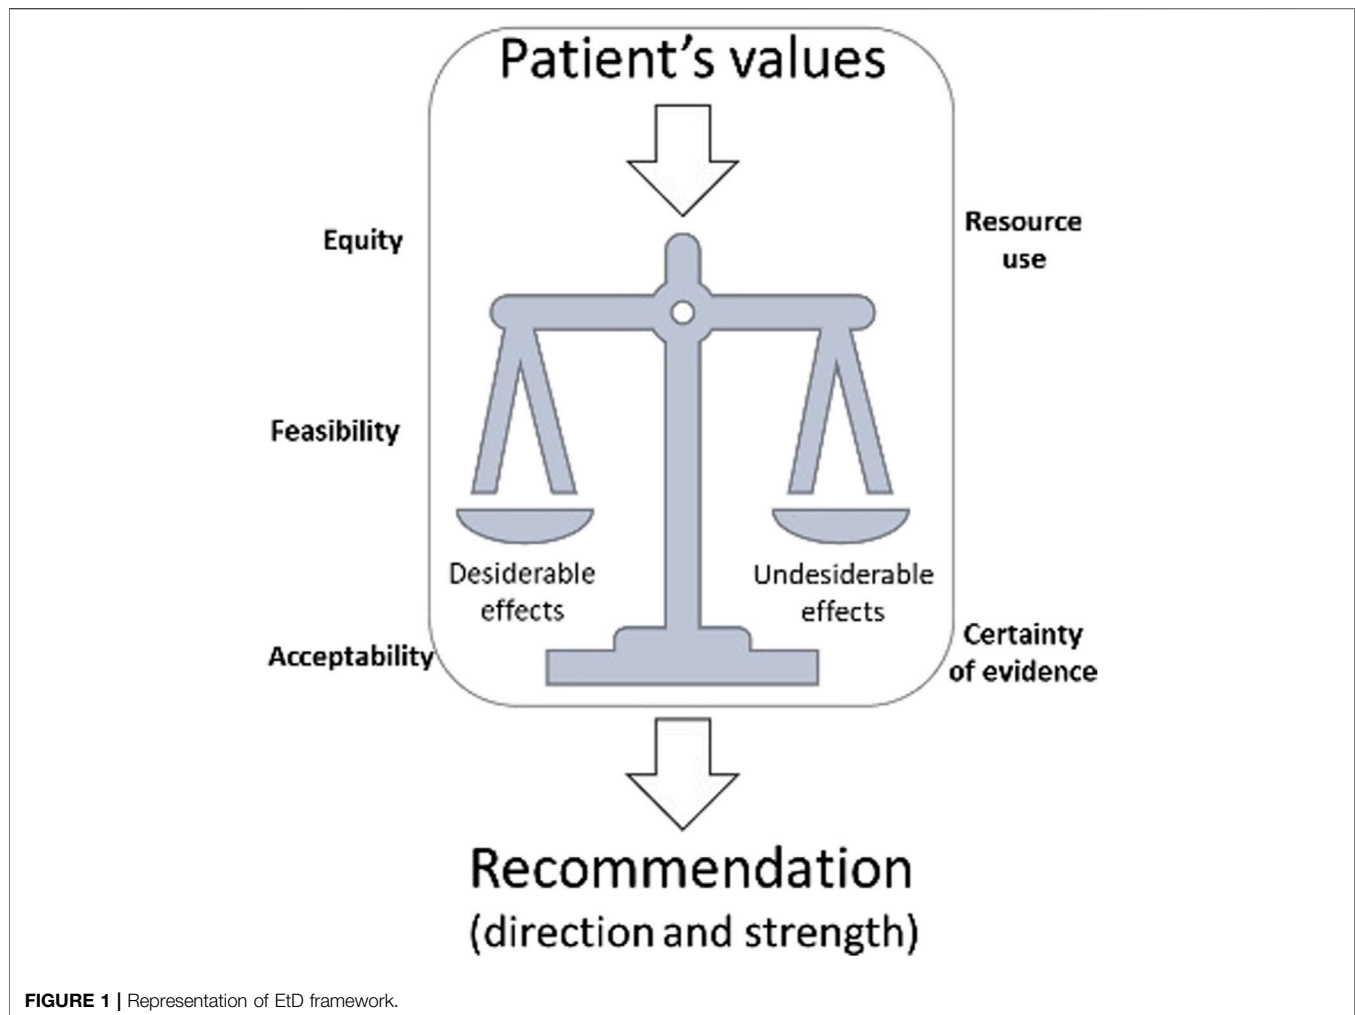 Patient's values
Equity
Resource
use
Feasibility
Desiderable
effects
Undesiderable
effects
Acceptability
Certainty
of evidence
Recommendation
(direction and strength)
FIGURE 1 | Representation of EtD framework.